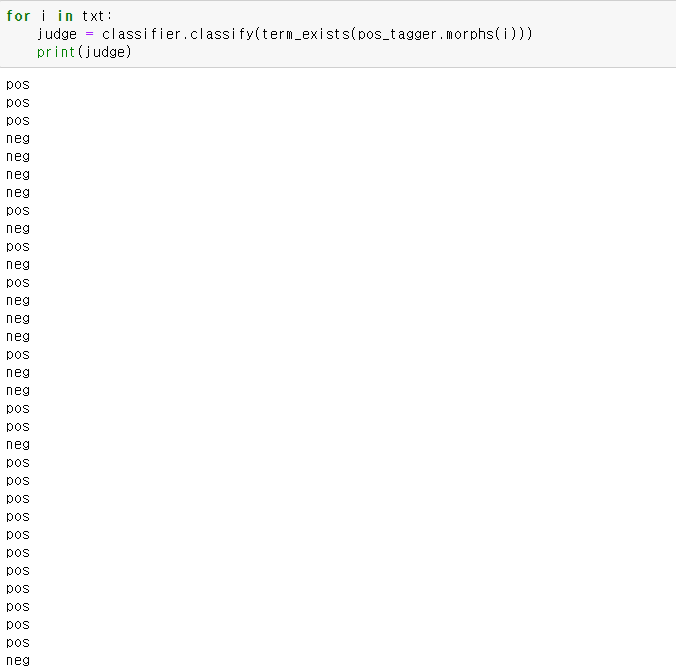 for i in txt:
    judge = classifier.classify(term_exists(pos_tagger.morphs(i)))
    print(judge)
pos
pos
pos
neg
neg
neg
neg
pos
neg
pos
neg
pos
neg
neg
neg
pos
neg
neg
pos
pos
neg
pos
pos
pos
pos
pos
pos
pos
pos
pos
pos
pos
neg